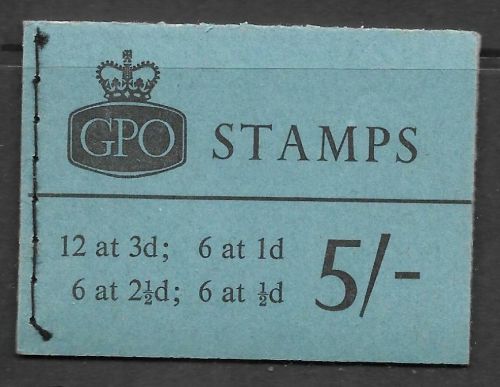 GPO STAMPS
12 at 3d; 6 at 1d
6 at 2½d; 6 at ½d
5/-